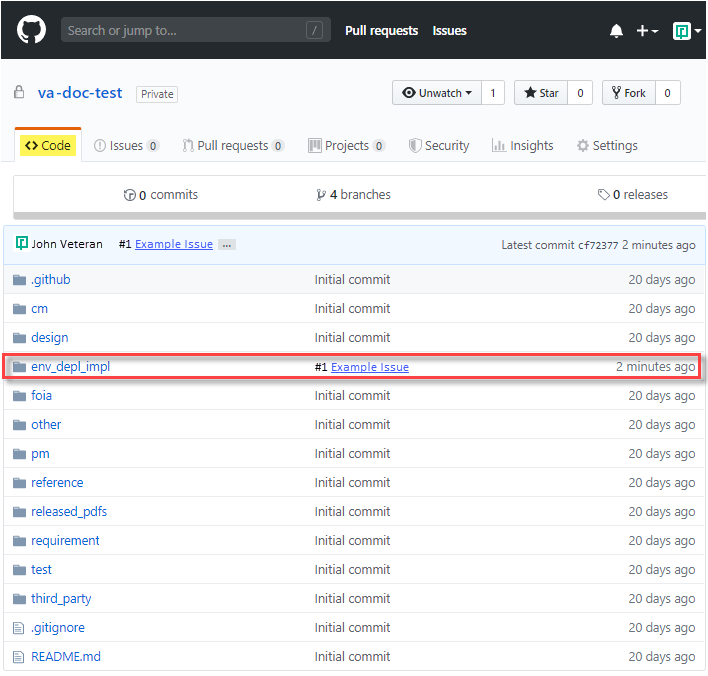 Search or jump to... / Pull requests Issues
va-doc-test Private Unwatch 1 Star 0 Fork 0
Code Issues 0 Pull requests 0 Projects 0 Security Insights Settings
0 commits 4 branches 0 releases
John Veteran #1 Example Issue ... Latest commit cf72377 2 minutes ago
.github Initial commit 20 days ago
cm Initial commit 20 days ago
design Initial commit 20 days ago
env_depl_impl #1 Example Issue 2 minutes ago
foia Initial commit 20 days ago
other Initial commit 20 days ago
pm Initial commit 20 days ago
reference Initial commit 20 days ago
released_pdfs Initial commit 20 days ago
requirement Initial commit 20 days ago
test Initial commit 20 days ago
third_party Initial commit 20 days ago
.gitignore Initial commit 20 days ago
README.md Initial commit 20 days ago